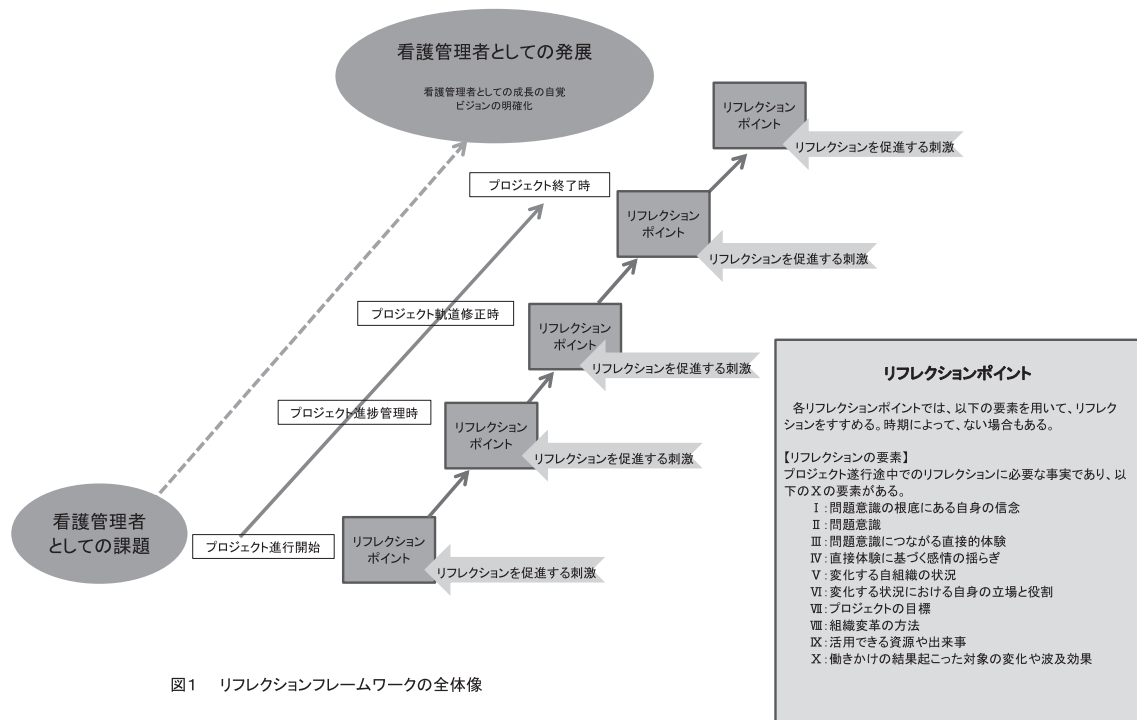 看護管理者としての発展
看護管理者としての成長の自覚
ビジョンの明確化
リフレクション
ポイント
リフレクションを促進する刺激
プロジェクト終了時
リフレクション
ポイント
リフレクションを促進する刺激
プロジェクト軌道修正時
リフレクション
ポイント
リフレクションを促進する刺激
プロジェクト進捗管理時
リフレクション
ポイント
リフレクションを促進する刺激
看護管理者
としての課題
プロジェクト進行開始
リフレクション
ポイント
リフレクションを促進する刺激
リフレクションポイント
各リフレクションポイントでは、以下の要素を用いて、リフレク
ションをすすめる。時期によって、ない場合もある。
【リフレクションの要素】
プロジェクト遂行途中でのリフレクションに必要な事実であり、以
下のⅩの要素がある。
Ⅰ:問題意識の根底にある自身の信念
Ⅱ:問題意識
Ⅲ:問題意識につながる直接的体験
Ⅳ:直接体験に基づく感情の揺らぎ
Ⅴ:変化する自組織の状況
Ⅵ:変化する状況における自身の立場と役割
Ⅶ:プロジェクトの目標
Ⅷ:組織変革の方法
Ⅸ:活用できる資源や出来事
Ⅹ:働きかけの結果起こった対象の変化や波及効果
図1 リフレクションフレームワークの全体像